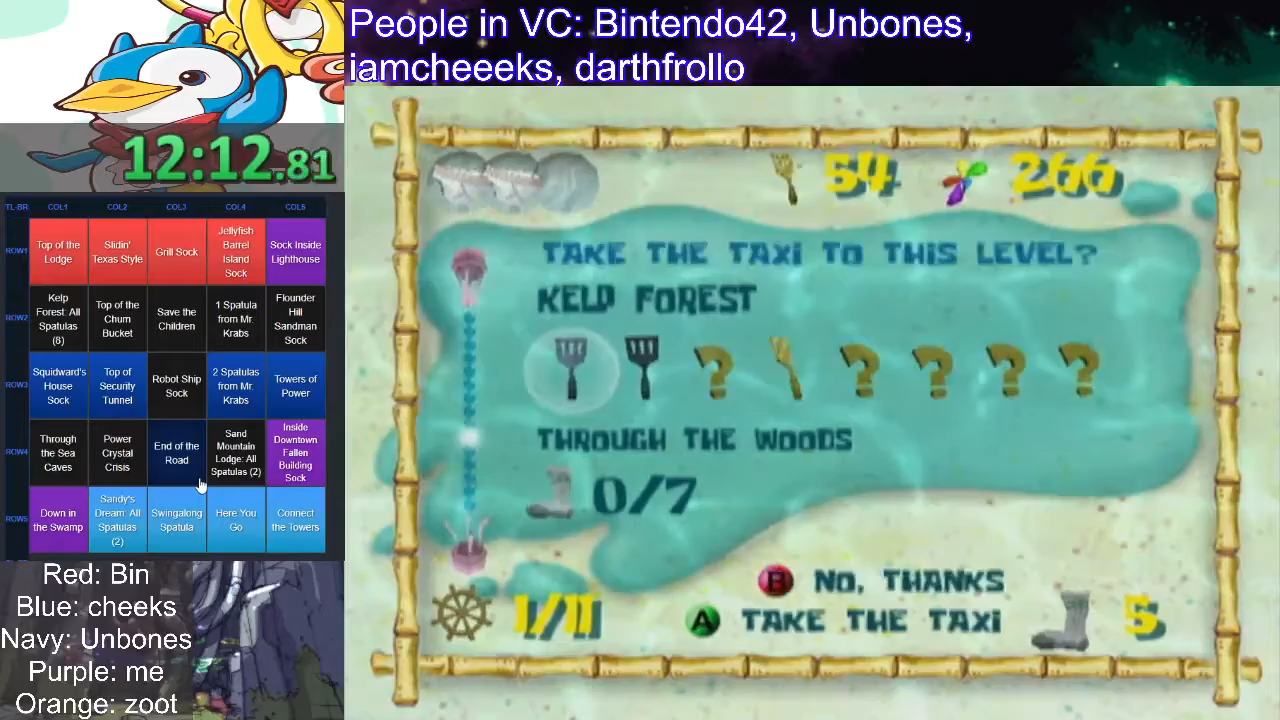 People in VC: Bintendo42, Unbones,
iamcheeeks, darthfrollo
12:12.81
TL-BR COL1 COL2 COL3 COL4 COL5
ROW1
Top of the Lodge
Slidin' Texas Style
Grill Sock
Jellyfish Barrel Island Sock
Sock Inside Lighthouse
ROW2
Kelp Forest: All Spatulas (6)
Top of the Chum Bucket
Save the Children
1 Spatula from Mr. Krabs
Flounder Hill Sandman Sock
ROW3
Squidward's House Sock
Top of Security Tunnel
Robot Ship Sock
2 Spatulas from Mr. Krabs
Towers of Power
ROW4
Through the Sea Caves
Power Crystal Crisis
End of the Road
Sand Mountain Lodge: All Spatulas (2)
Inside Downtown Fallen Building Sock
ROW5
Down in the Swamp
Sandy's Dream: All Spatulas (2)
Swingalong Spatula
Here You Go
Connect the Towers
Red: Bin
Blue: cheeks
Navy: Unbones
Purple: me
Orange: zoot
54 266
TAKE THE TAXI TO THIS LEVEL?
KELP FOREST
? ? ? ? ?
THROUGH THE WOODS
0/7
B NO, THANKS
1/11 A TAKE THE TAXI 5